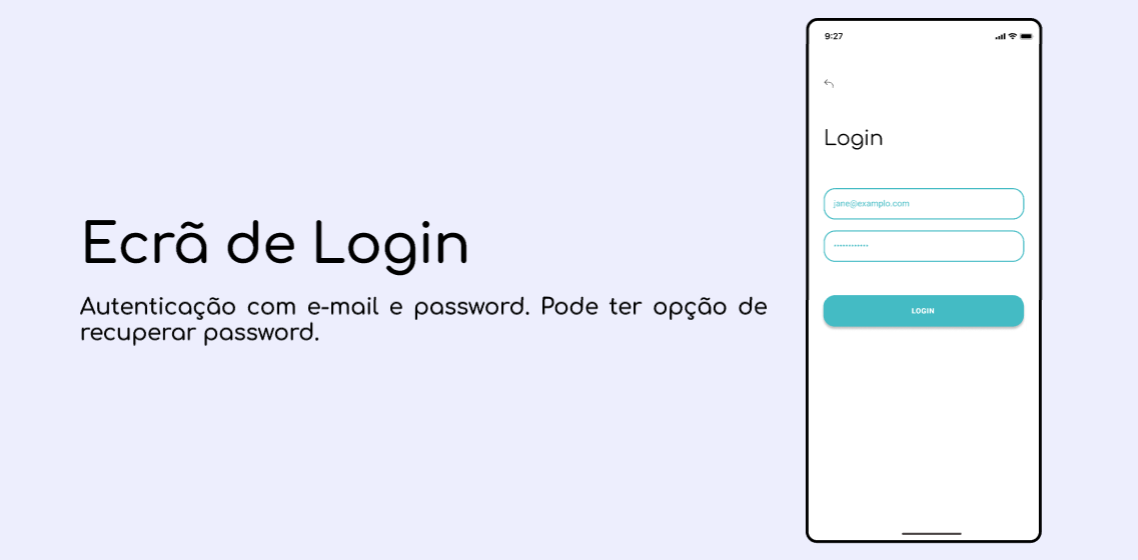 Ecrã de Login
Autenticação com e-mail e password. Pode ter opção de
recuperar password.
9:27
Login
jane@examplo.com
************
LOGIN